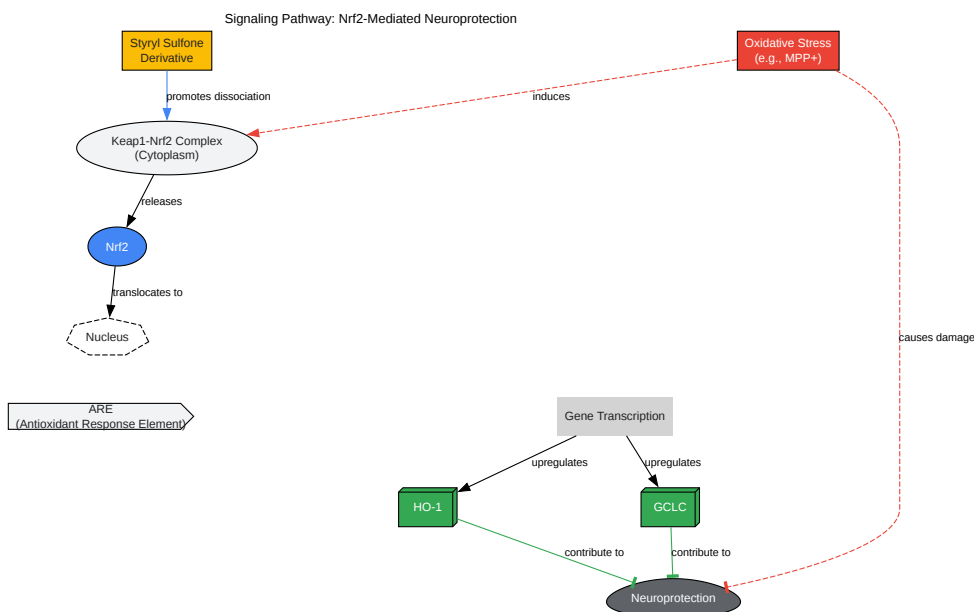 Signaling Pathway: Nrf2-Mediated Neuroprotection
Styryl Sulfone
Derivative
Oxidative Stress
(e.g., MPP+)
promotes dissociation
induces
Keap1-Nrf2 Complex
(Cytoplasm)
releases
Nrf2
translocates to
Nucleus
causes damage
ARE
(Antioxidant Response Element)
Gene Transcription
upregulates
upregulates
HO-1
GCLC
contribute to
contribute to
Neuroprotection